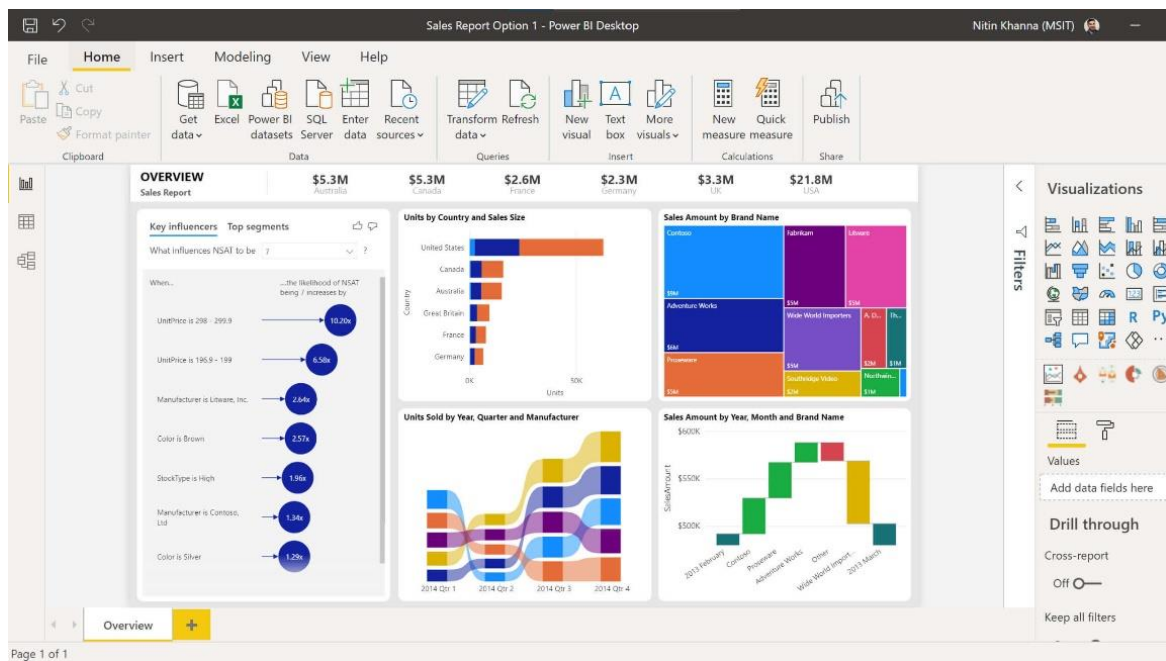 Sales Report Option 1 - Power BI Desktop
Nitin Khanna (MSIT)
File Home Insert Modeling View Help
Paste
Cut
Copy
Format painter
Get data
Excel
Power BI datasets
SQL Server
Enter data
Recent sources
Transform data
Refresh
New visual
Text box
More visuals
New measure
Quick measure
Publish
Clipboard
Data
Queries
Insert
Calculations
Share
OVERVIEW
Sales Report
$5.3M
Australia
$5.3M
Canada
$2.6M
France
$2.3M
Germany
$3.3M
UK
$21.8M
USA
Key influencers Top segments
What influences NSAT to be 7 ?
When...
...the likelihood of NSAT
being 7 increases by
UnitPrice is 298 - 299.9
10.20x
UnitPrice is 196.9 - 199
6.58x
Manufacturer is Litware, Inc.
2.64x
Color is Brown
2.57x
StockType is High
1.96x
Manufacturer is Contoso,
Ltd
1.34x
Color is Silver
1.29x
Units by Country and Sales Size
Country
United States
Canada
Australia
Great Britain
France
Germany
0K 50K
Units
Sales Amount by Brand Name
Contoso
$9M
Adventure Works
$6M
Proseware
$5M
Fabrikam
$5M
Litware
$5M
Wide World Importers
$5M
A. D...
$2M
Th...
$1M
Southridge Video
$2M
Northwin...
$1M
Units Sold by Year, Quarter and Manufacturer
2014 Qtr 1 2014 Qtr 2 2014 Qtr 3 2014 Qtr 4
Sales Amount by Year, Month and Brand Name
SalesAmount
$600K
$550K
$500K
2013 February
Contoso
Proseware
Adventure Works
Other
Wide World Import...
2013 March
Filters
Visualizations
R Py
Values
Add data fields here
Drill through
Cross-report
Off
Keep all filters
Overview +
Page 1 of 1